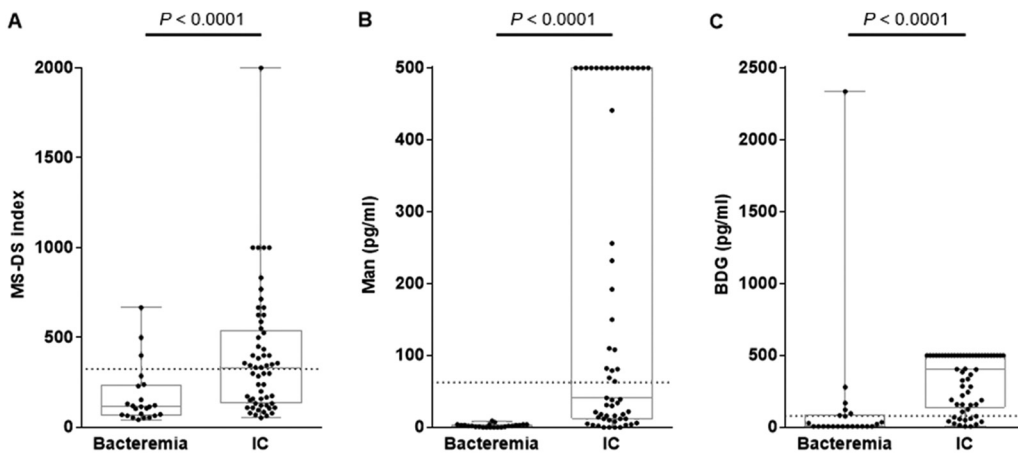 A
P < 0.0001
MS-DS Index
2000
1500
1000
500
0
Bacteremia IC
B
P < 0.0001
Man (pg/ml)
500
400
300
200
100
0
Bacteremia IC
C
P < 0.0001
BDG (pg/ml)
2500
2000
1500
1000
500
0
Bacteremia IC